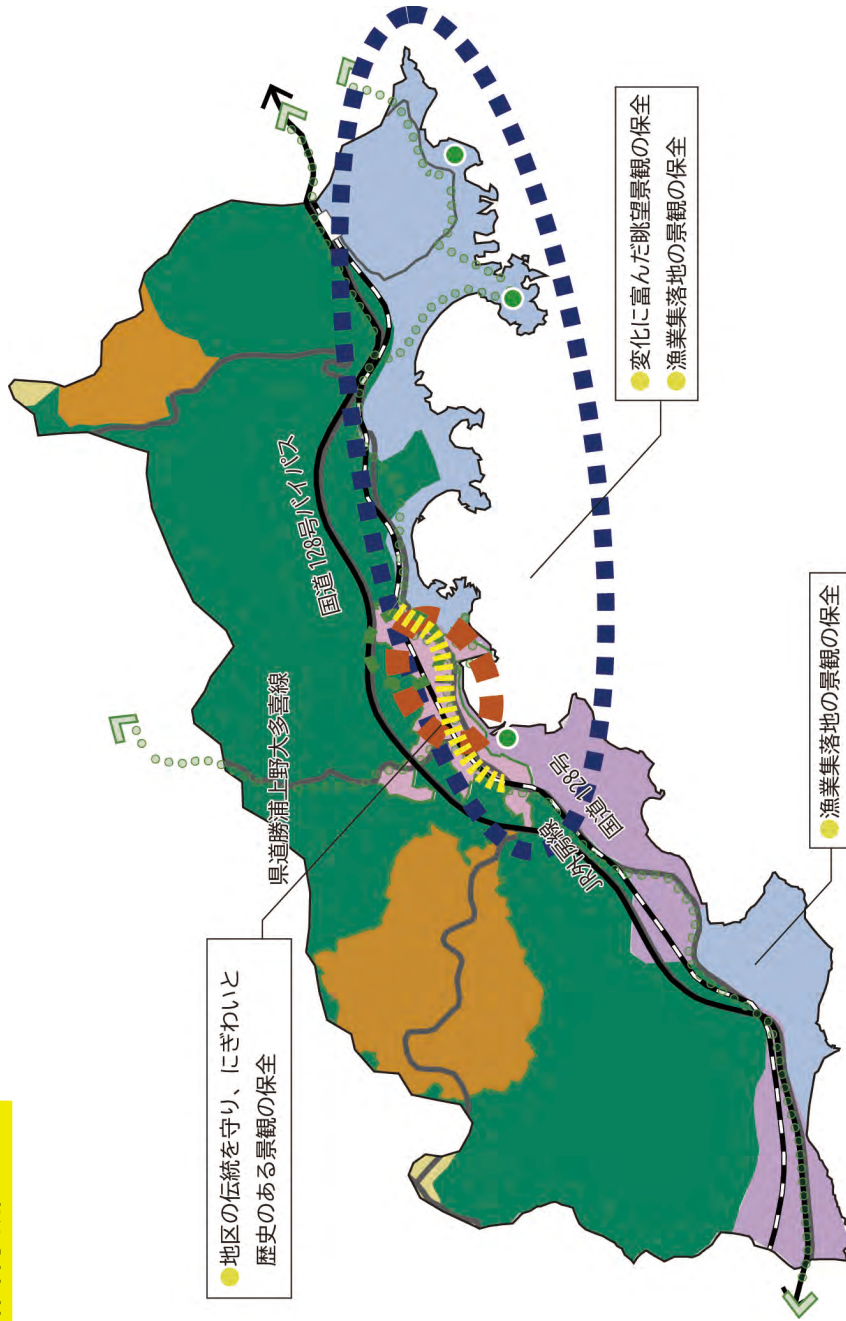 国道 128号バイパス
県道勝浦上野大多喜線
地区の伝統を守り、にぎわいと
歴史のある景観の保全
変化に富んだ眺望景観の保全
漁業集落地の景観の保全
国道 128号
JR外房線
漁業集落地の景観の保全